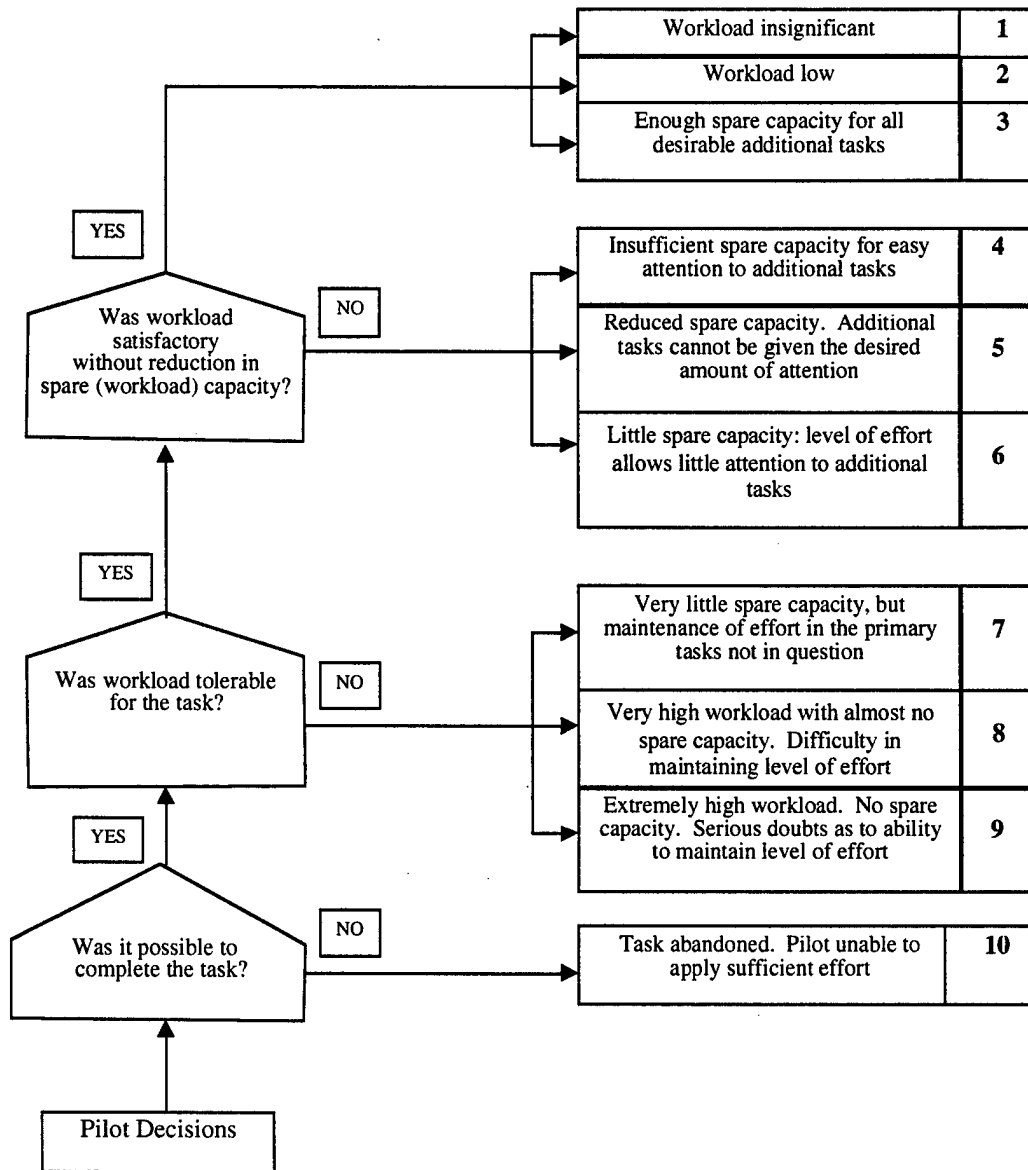 Workload insignificant 1
Workload low 2
Enough spare capacity for all 3
desirable additional tasks
YES
Insufficient spare capacity for easy 4
attention to additional tasks
NO
Was workload
satisfactory
without reduction in
spare (workload) capacity?
Reduced spare capacity. Additional
tasks cannot be given the desired 5
amount of attention
Little spare capacity: level of effort
allows little attention to additional 6
tasks
YES
Very little spare capacity, but
maintenance of effort in the primary 7
tasks not in question
Was workload tolerable
for the task?
NO
Very high workload with almost no
spare capacity. Difficulty in 8
maintaining level of effort
YES
Extremely high workload. No spare
capacity. Serious doubts as to ability 9
to maintain level of effort
NO
Was it possible to
complete the task?
Task abandoned. Pilot unable to 10
apply sufficient effort
Pilot Decisions